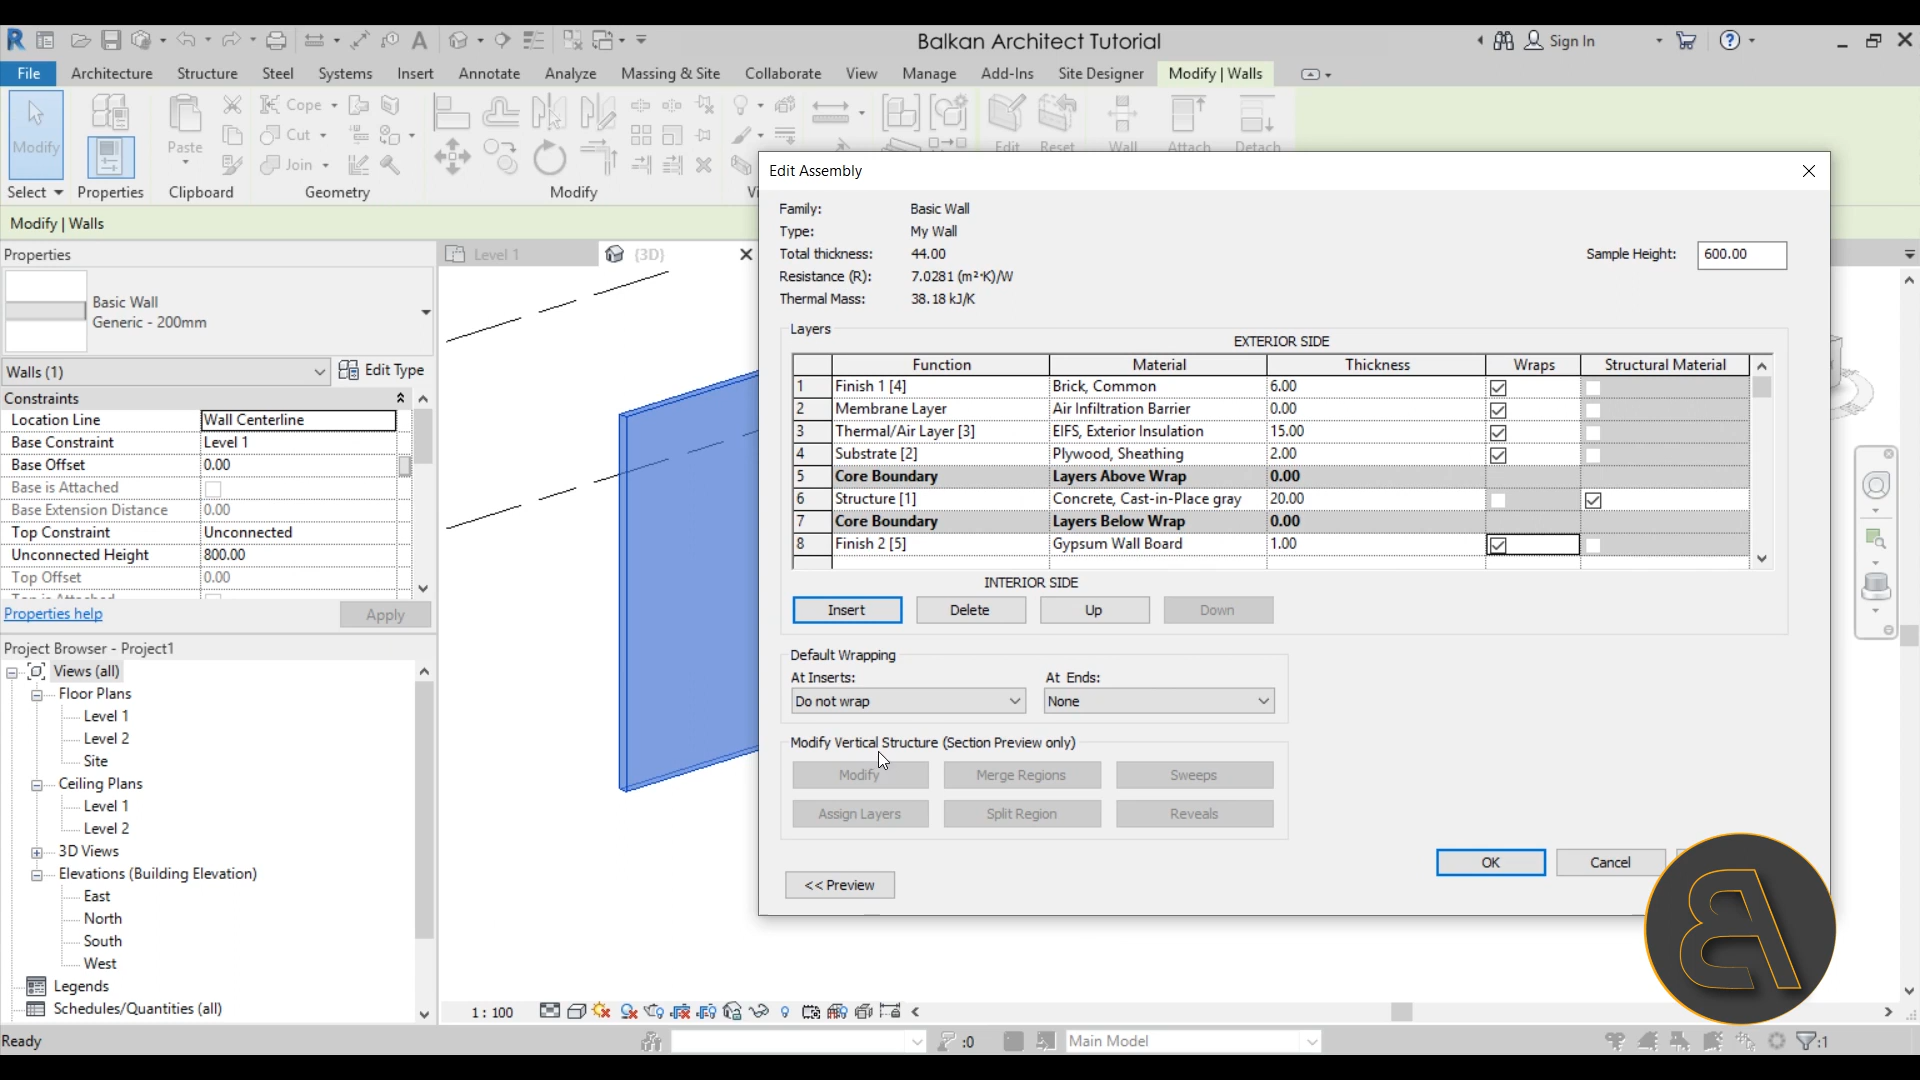 Balkan Architect Tutorial
Sign In
File Architecture Structure Steel Systems Insert Annotate Analyze Massing & Site Collaborate View Manage Add-Ins Site Designer Modify | Walls
Modify
Paste
Cope
Cut
Join
Edit Reset Wall Attach Detach
Select Properties Clipboard Geometry Modify
Modify | Walls
Properties
Level 1
(3D)
Basic Wall
Generic - 200mm
Walls (1)
Edit Type
Constraints
Location Line Wall Centerline
Base Constraint Level 1
Base Offset 0.00
Base is Attached
Base Extension Distance 0.00
Top Constraint Unconnected
Unconnected Height 800.00
Top Offset 0.00
Properties help
Apply
Project Browser - Project1
Views (all)
Floor Plans
Level 1
Level 2
Site
Ceiling Plans
Level 1
Level 2
3D Views
Elevations (Building Elevation)
East
North
South
West
Legends
Schedules/Quantities (all)
Edit Assembly
Family: Basic Wall
Type: My Wall
Total thickness: 44.00
Resistance (R): 7.0281 (m²·K)/W
Thermal Mass: 38.18 kJ/K
Sample Height: 600.00
Layers
EXTERIOR SIDE
Function Material Thickness Wraps Structural Material
1 Finish 1 [4] Brick, Common 6.00
2 Membrane Layer Air Infiltration Barrier 0.00
3 Thermal/Air Layer [3] EIFS, Exterior Insulation 15.00
4 Substrate [2] Plywood, Sheathing 2.00
5 Core Boundary Layers Above Wrap 0.00
6 Structure [1] Concrete, Cast-in-Place gray 20.00
7 Core Boundary Layers Below Wrap 0.00
8 Finish 2 [5] Gypsum Wall Board 1.00
INTERIOR SIDE
Insert Delete Up Down
Default Wrapping
At Inserts: At Ends:
Do not wrap None
Modify Vertical Structure (Section Preview only)
Modify Merge Regions Sweeps
Assign Layers Split Region Reveals
OK Cancel
<< Preview
1 : 100
Ready
:0
Main Model
:1